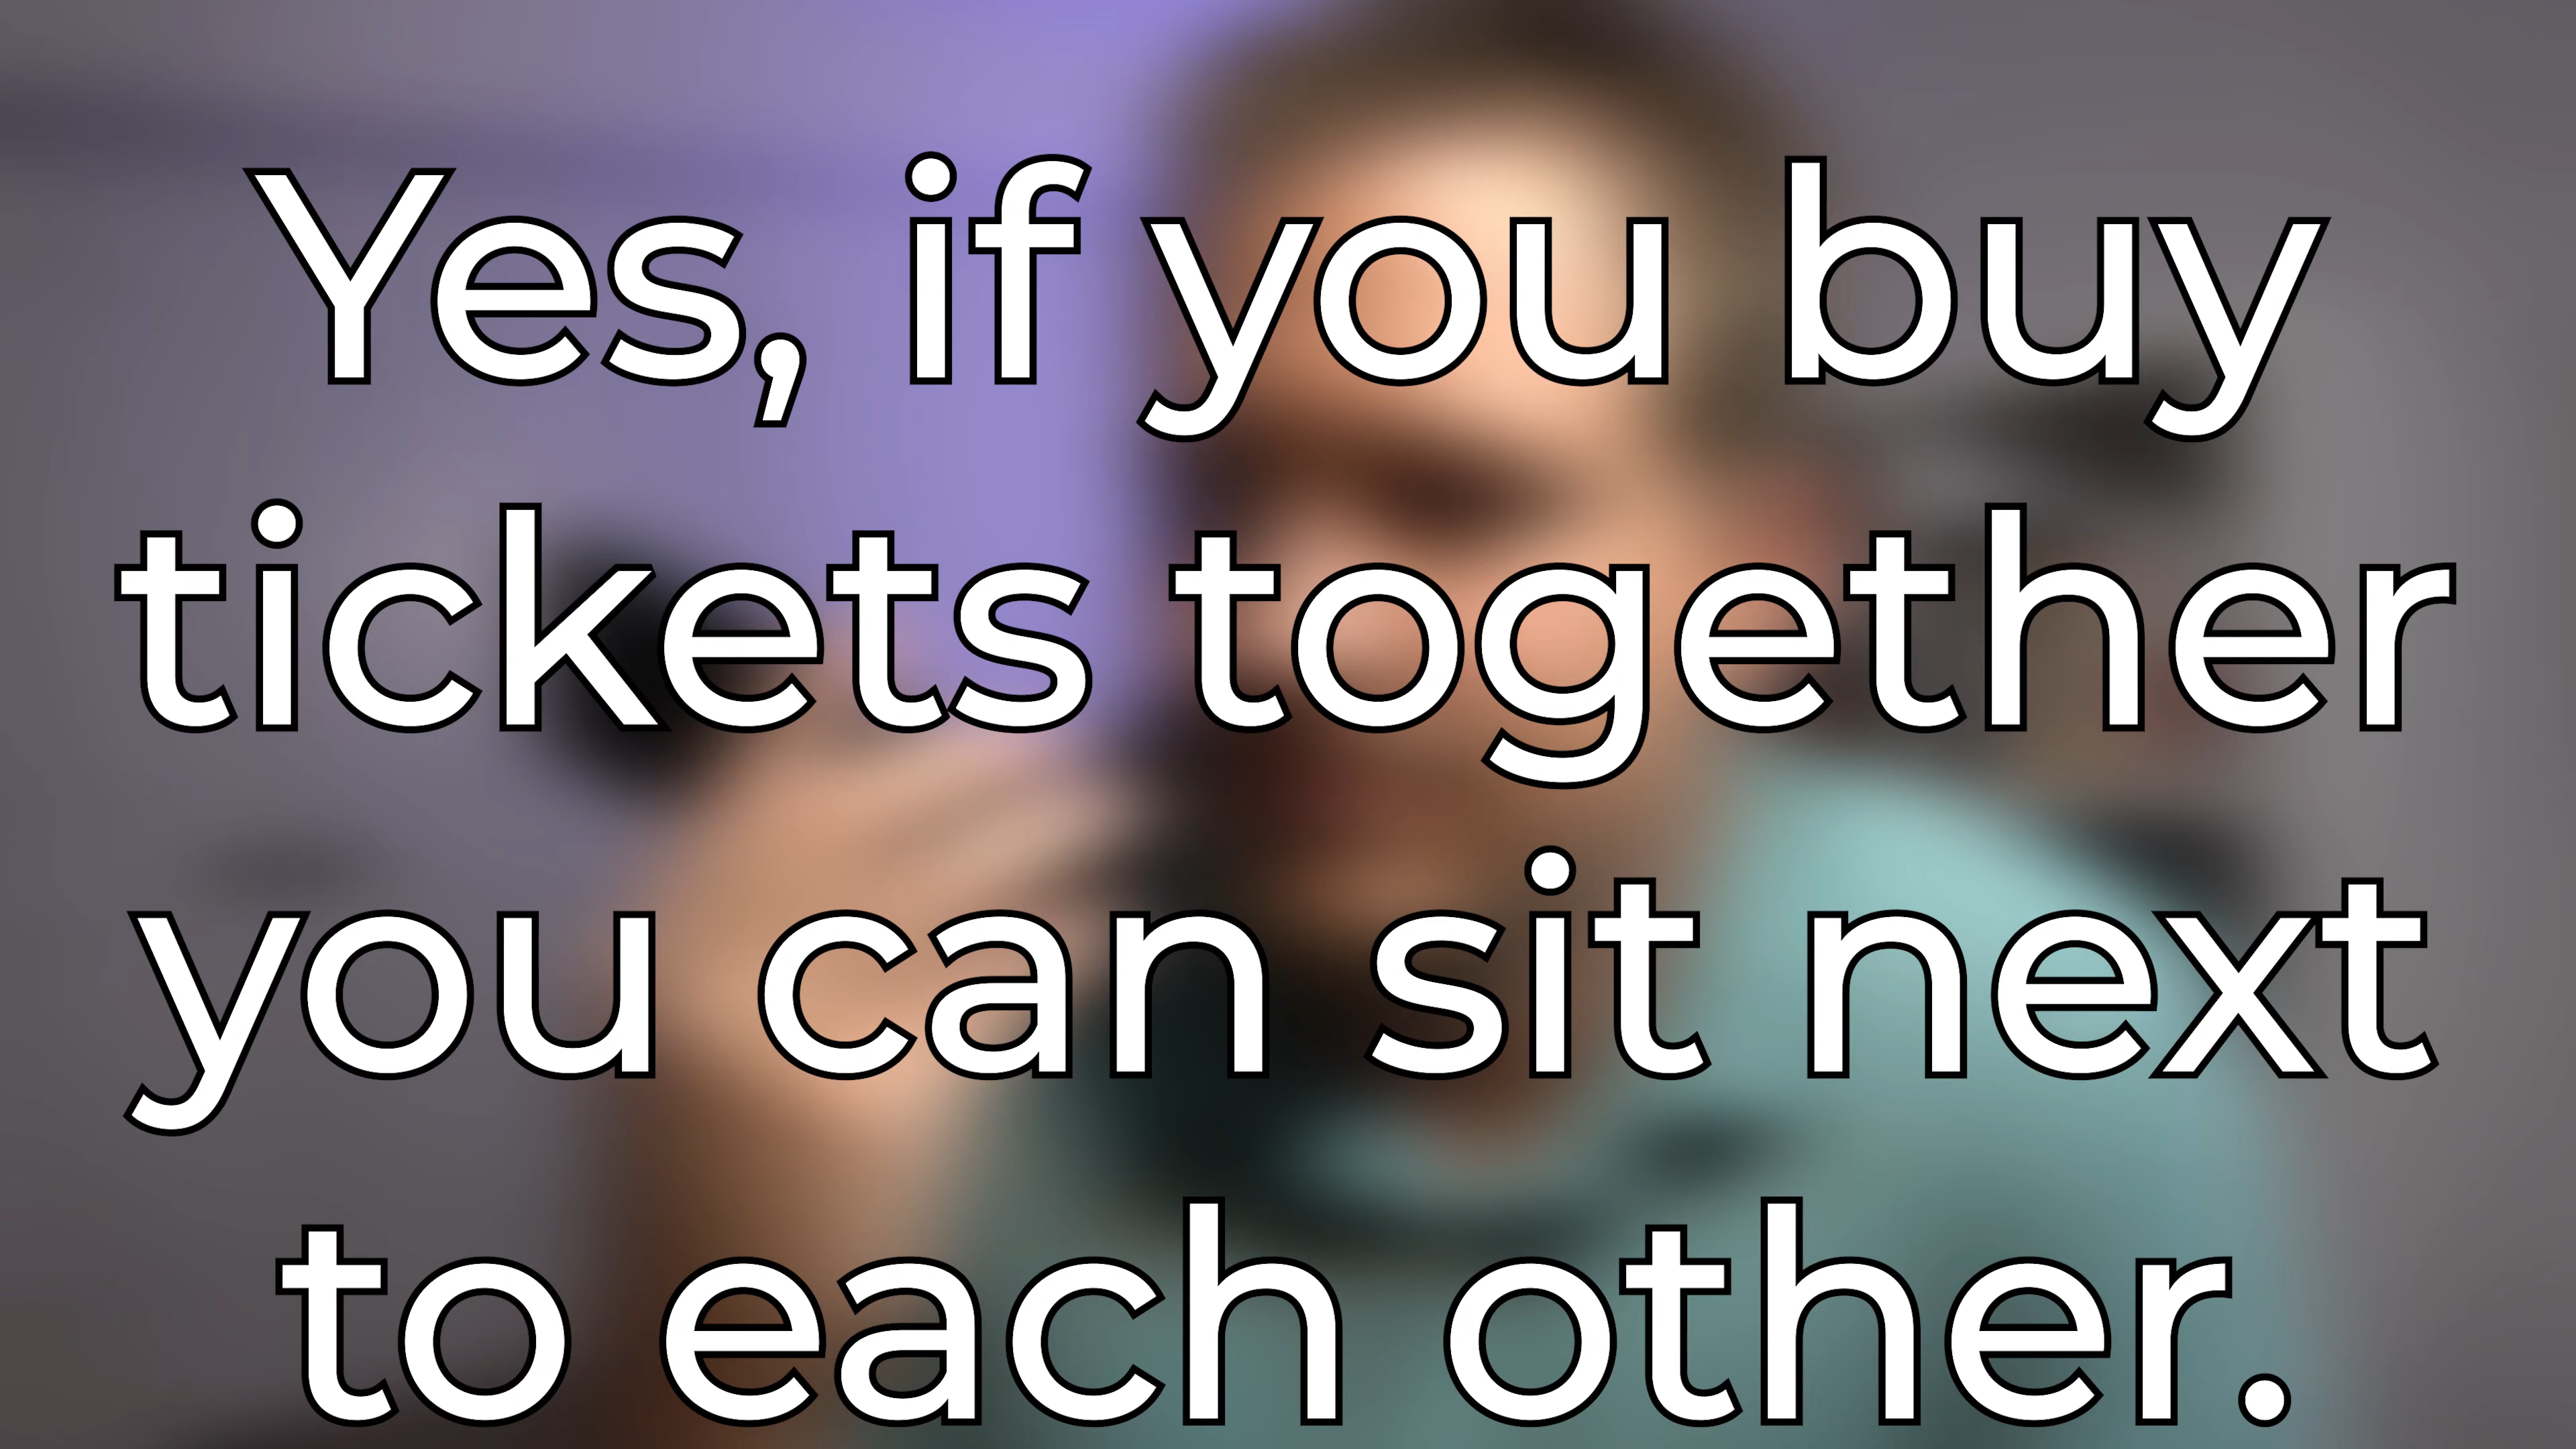 Yes, if you buy
tickets together
you can sit next
to each other.